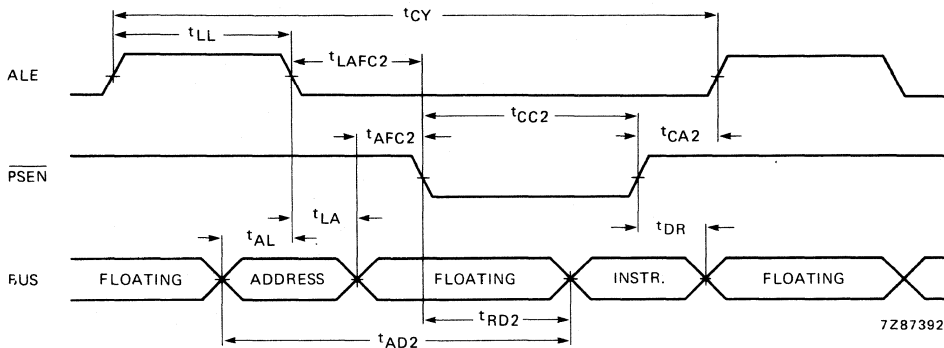 tCY
tLL
tLAFC2
ALE
tCC2
tAFC2
tCA2
PSEN
tLA
tAL
tDR
BUS FLOATING ADDRESS FLOATING INSTR. FLOATING
tRD2
tAD2
7Z87392